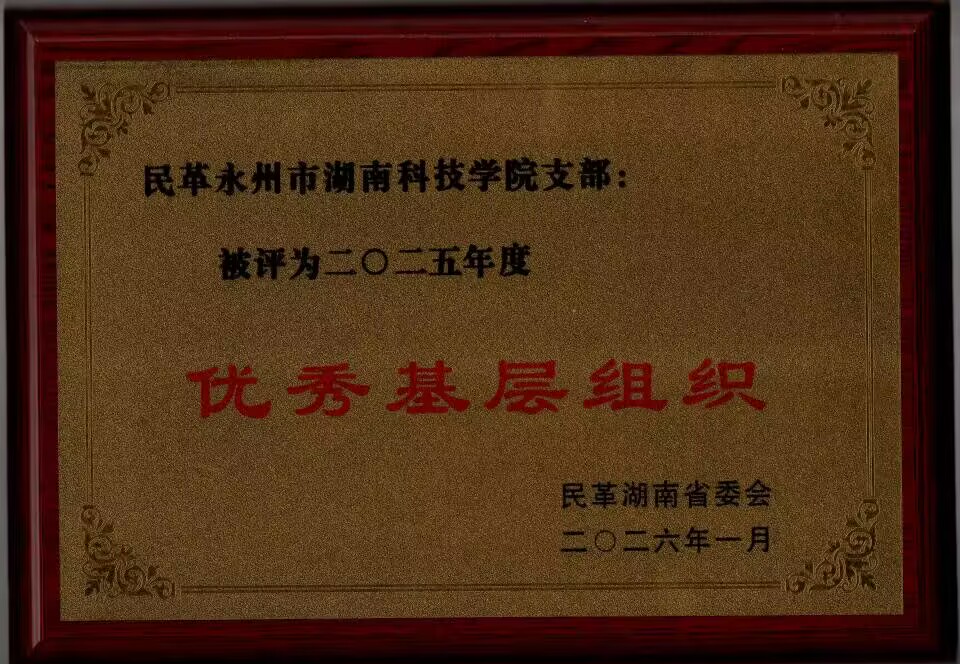 民革永州市湖南科技学院支部：
被评为二〇二五年度
优秀基层组织
民革湖南省委会
二〇二六年一月